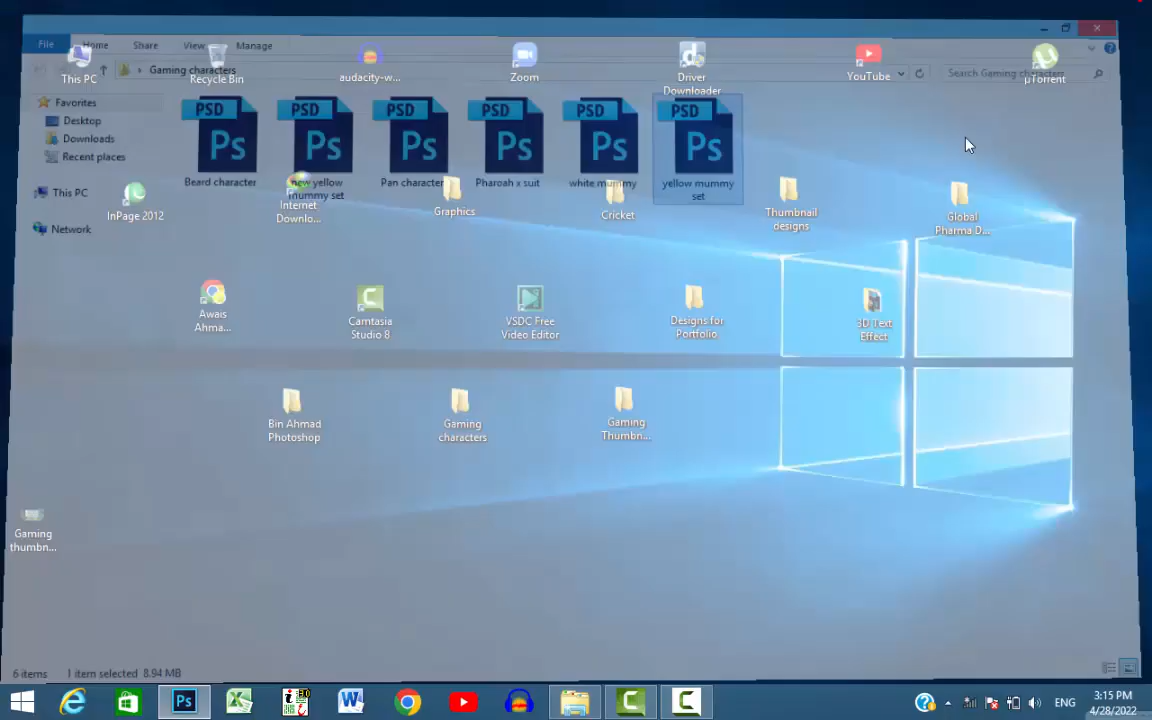 File Home Share View Manage
This PC
Recycle Bin
audacity-w...
Zoom
Driver
Downloader
YouTube
µTorrent
Gaming characters
Search Gaming characters
Favorites
Desktop
Downloads
Recent places
This PC
Network
PSD
Ps
Beard character
PSD
Ps
new yellow
mummy set
PSD
Ps
Pan character
PSD
Ps
Pharoah x suit
PSD
Ps
white mummy
PSD
Ps
yellow mummy
set
InPage 2012
Internet
Downlo...
Graphics
Cricket
Thumbnail
designs
Global
Pharma D...
Awais
Ahma...
Camtasia
Studio 8
VSDC Free
Video Editor
Designs for
Portfolio
3D Text
Effect
Bin Ahmad
Photoshop
Gaming
characters
Gaming
Thumbn...
Gaming
thumbn...
6 items 1 item selected 8.94 MB
Ps
ENG
3:15 PM
4/28/2022